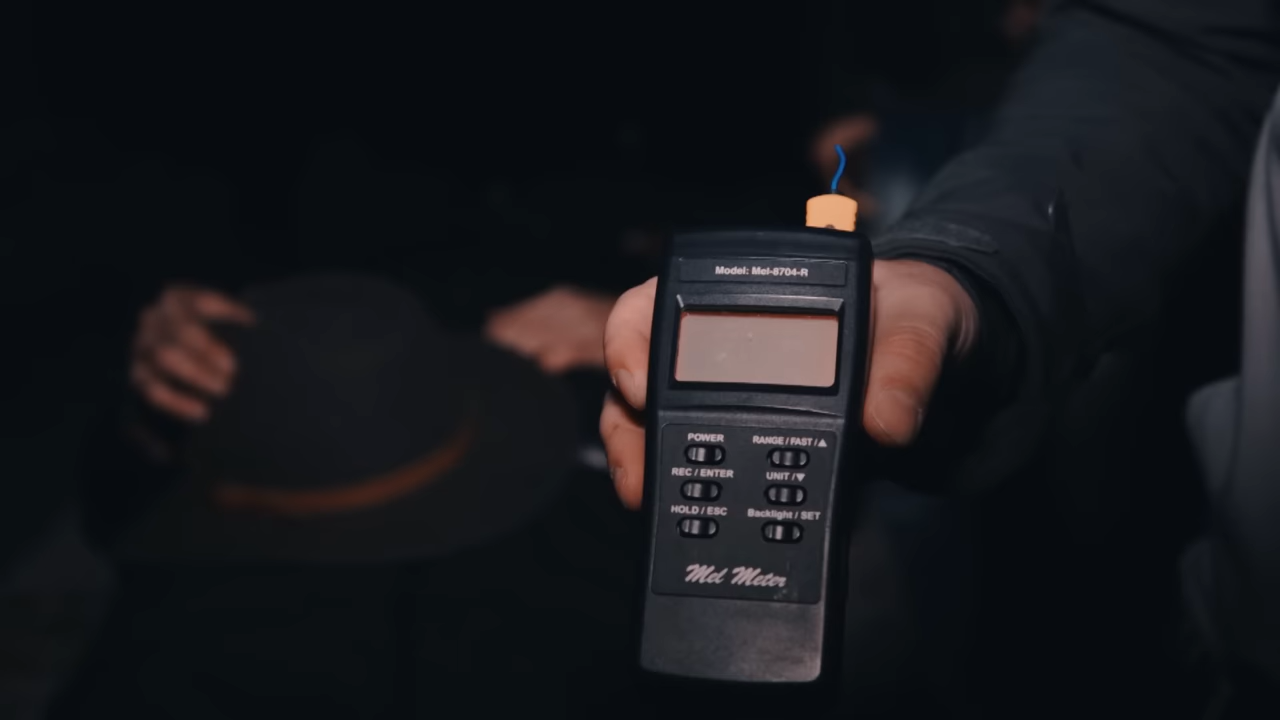 Model: Mel-8704-R
POWER
RANGE / FAST / ▲
REC / ENTER
UNIT / ▼
HOLD / ESC
Backlight / SET
Mel Meter